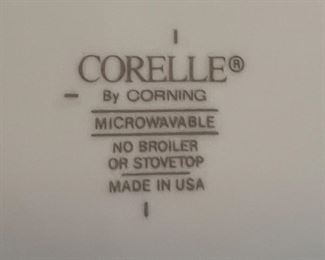 CORELLE®
By CORNING
MICROWAVABLE
NO BROILER
OR STOVETOP
MADE IN USA